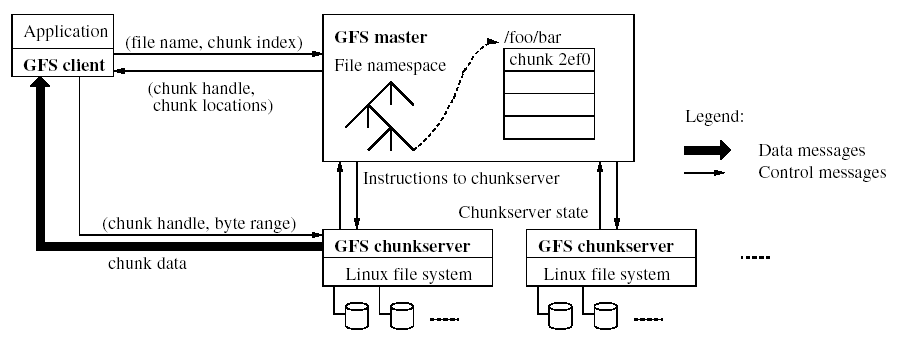 Application
GFS client
(file name, chunk index)
(chunk handle,
chunk locations)
GFS master
File namespace
/foo/bar
chunk 2ef0
Legend:
Data messages
Control messages
Instructions to chunkserver
Chunkserver state
(chunk handle, byte range)
chunk data
GFS chunkserver
Linux file system
GFS chunkserver
Linux file system